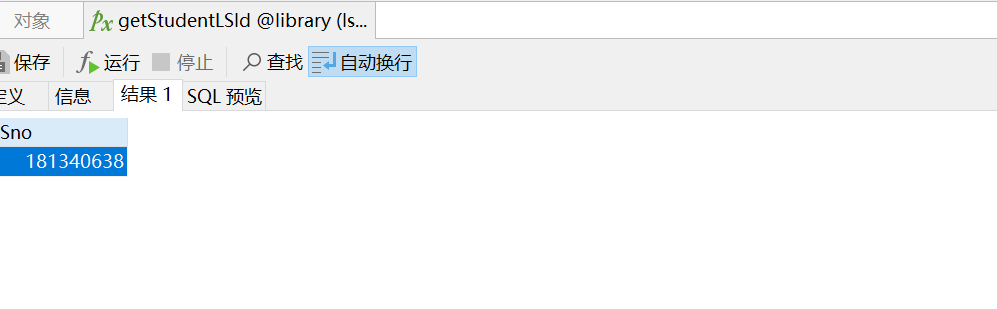 对象 getStudentLSId @library (ls...
保存 运行 停止 查找 自动换行
定义 信息 结果 1 SQL 预览
Sno
181340638